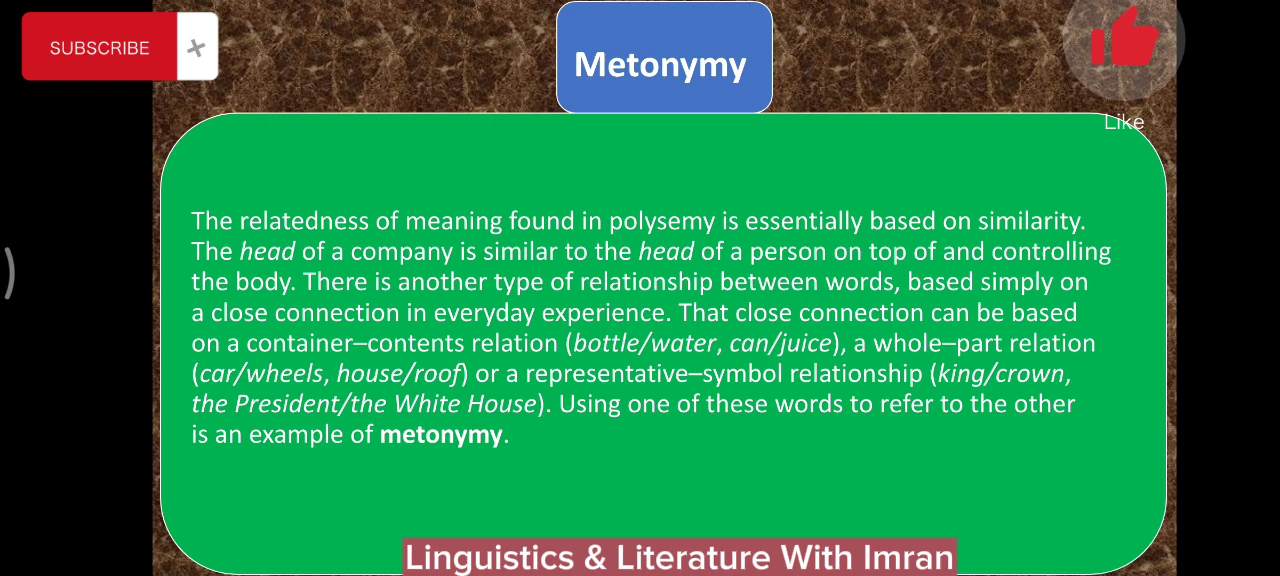 SUBSCRIBE
Metonymy
Like
The relatedness of meaning found in polysemy is essentially based on similarity.
The head of a company is similar to the head of a person on top of and controlling
the body. There is another type of relationship between words, based simply on
a close connection in everyday experience. That close connection can be based
on a container–contents relation (bottle/water, can/juice), a whole–part relation
(car/wheels, house/roof) or a representative–symbol relationship (king/crown,
the President/the White House). Using one of these words to refer to the other
is an example of metonymy.
Linguistics & Literature With Imran